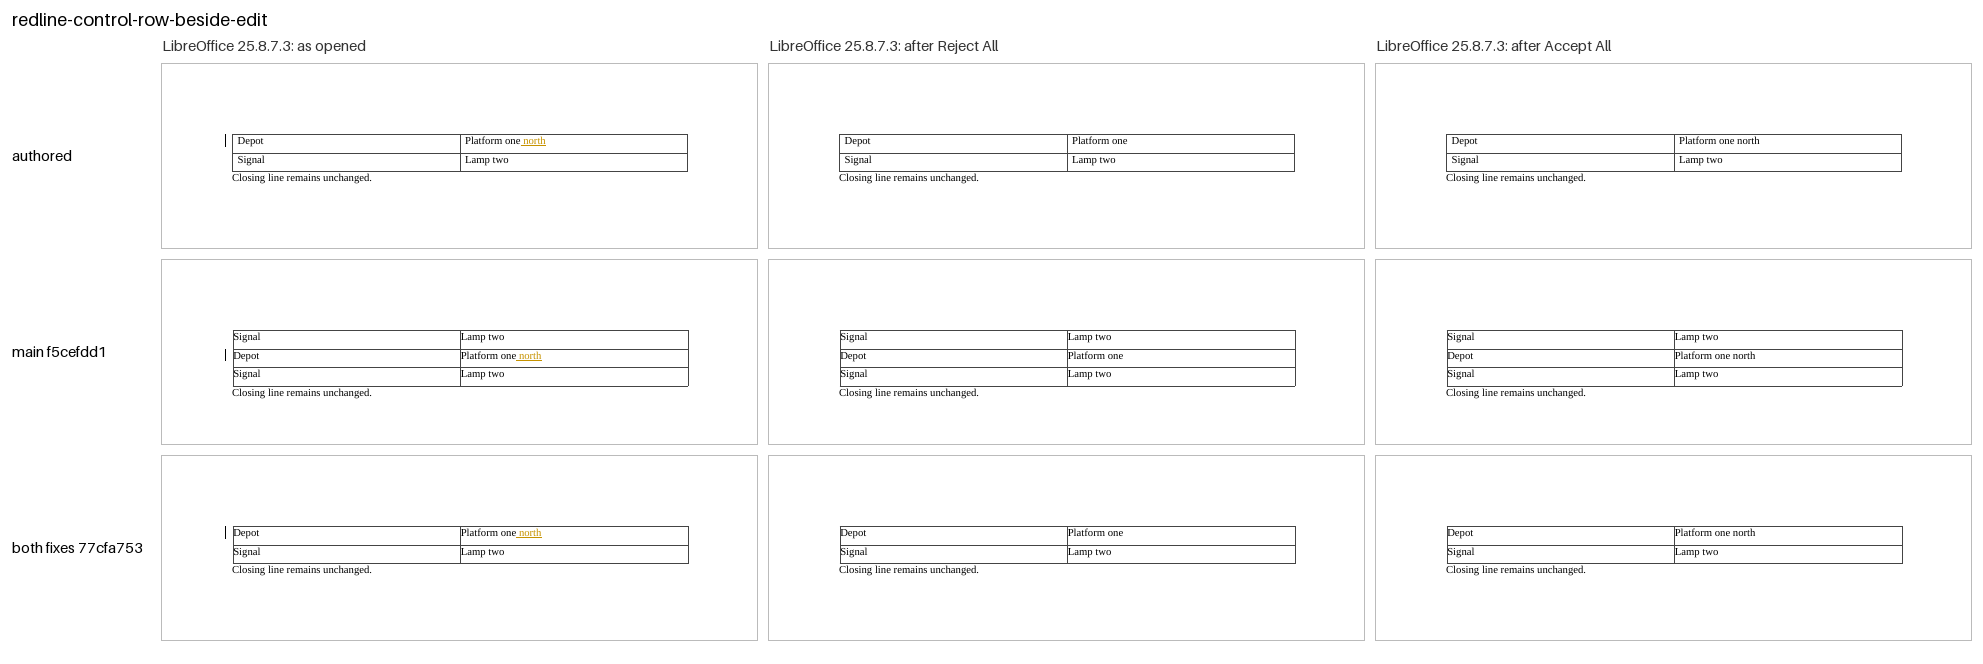 redline-control-row-beside-edit
LibreOffice 25.8.7.3: as opened
LibreOffice 25.8.7.3: after Reject All
LibreOffice 25.8.7.3: after Accept All
authored
Depot Platform one north
Signal Lamp two
Closing line remains unchanged.
Depot Platform one
Signal Lamp two
Closing line remains unchanged.
Depot Platform one north
Signal Lamp two
Closing line remains unchanged.
main f5cefdd1
Signal Lamp two
Depot Platform one north
Signal Lamp two
Closing line remains unchanged.
Signal Lamp two
Depot Platform one
Signal Lamp two
Closing line remains unchanged.
Signal Lamp two
Depot Platform one north
Signal Lamp two
Closing line remains unchanged.
both fixes 77cfa753
Depot Platform one north
Signal Lamp two
Closing line remains unchanged.
Depot Platform one
Signal Lamp two
Closing line remains unchanged.
Depot Platform one north
Signal Lamp two
Closing line remains unchanged.